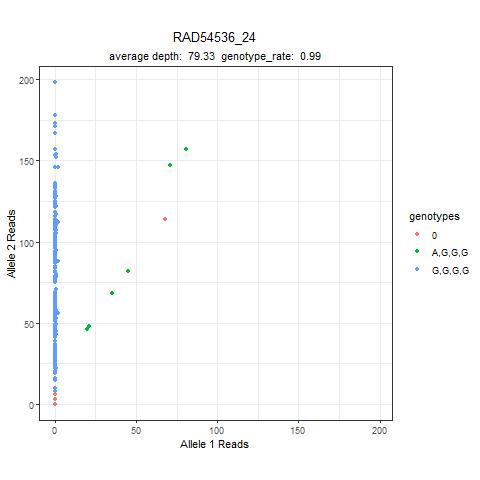 RAD54536_24
average depth: 79.33 genotype_rate: 0.99
200
150
100
50
0
Allele 2 Reads
0 50 100 150 200
Allele 1 Reads
genotypes
0
A,G,G,G
G,G,G,G